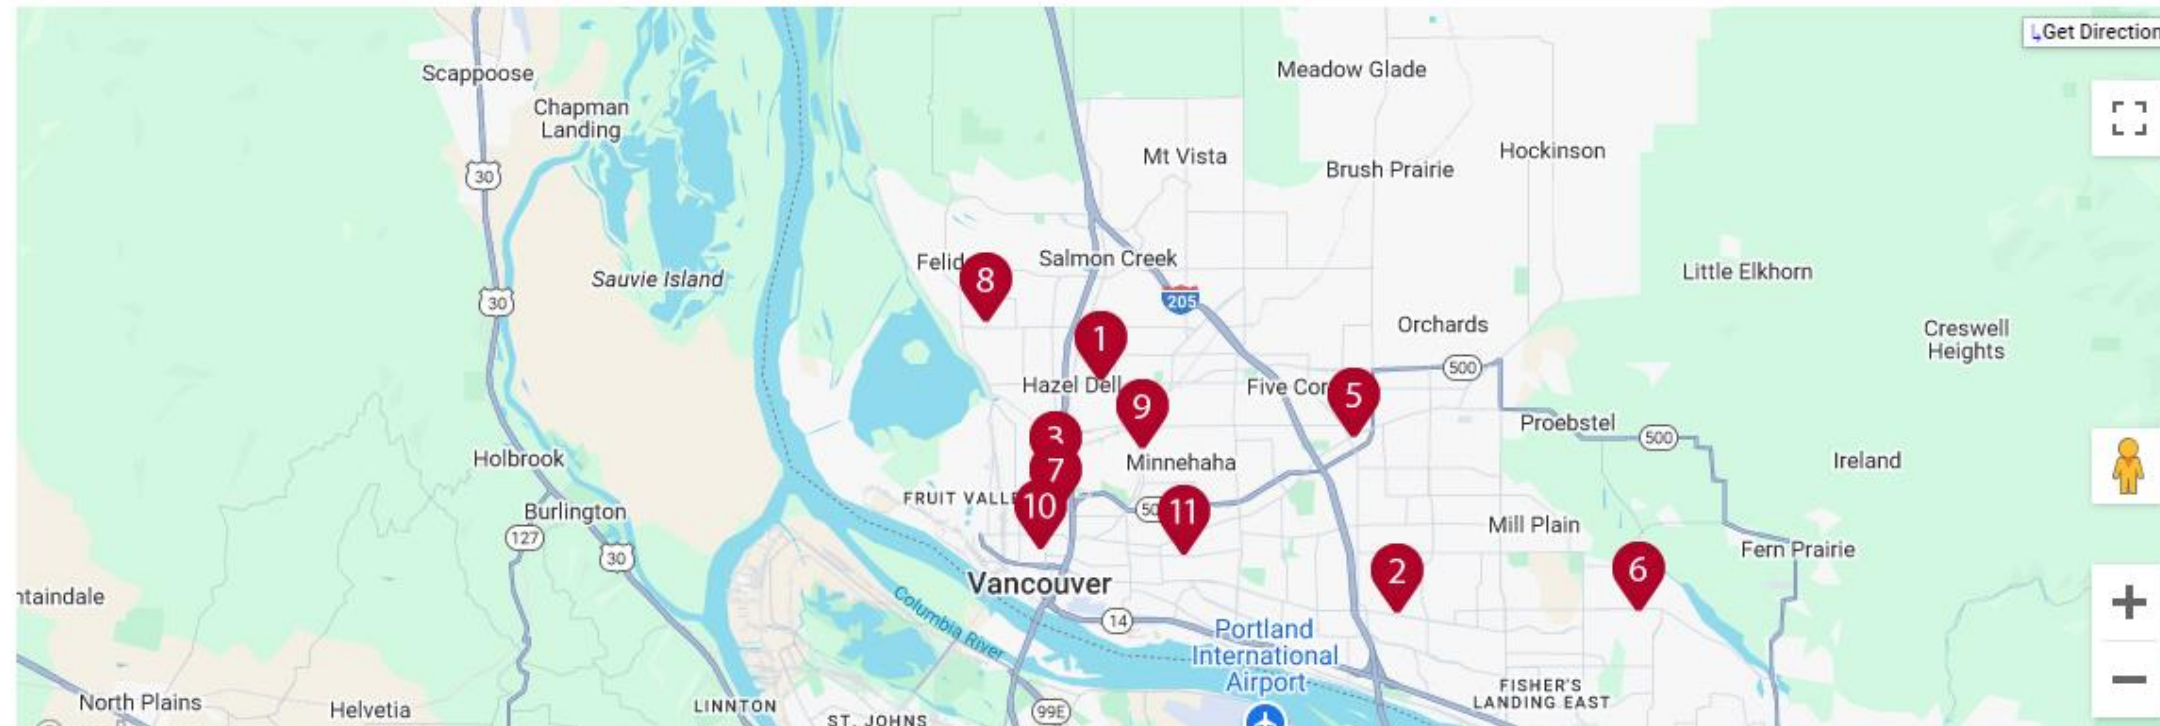 Get Direction
Scappoose
Meadow Glade
Chapman
Landing
Mt Vista
Hockinson
Brush Prairie
30
Felid
8
Salmon Creek
Sauvie Island
Little Elkhorn
30
205
1
Orchards
Creswell
Heights
500
Hazel Dell
Five Cor
5
9
Proebstel
3
500
Holbrook
Minnehaha
Ireland
7
FRUIT VALLE
10
50
11
Burlington
Mill Plain
127
30
Fern Prairie
Vancouver
2
6
ntaindale
Columbia River
14
Portland
International
Airport
FISHER'S
LANDING EAST
North Plains
Helvetia
LINNTON
ST. JOHNS
99E